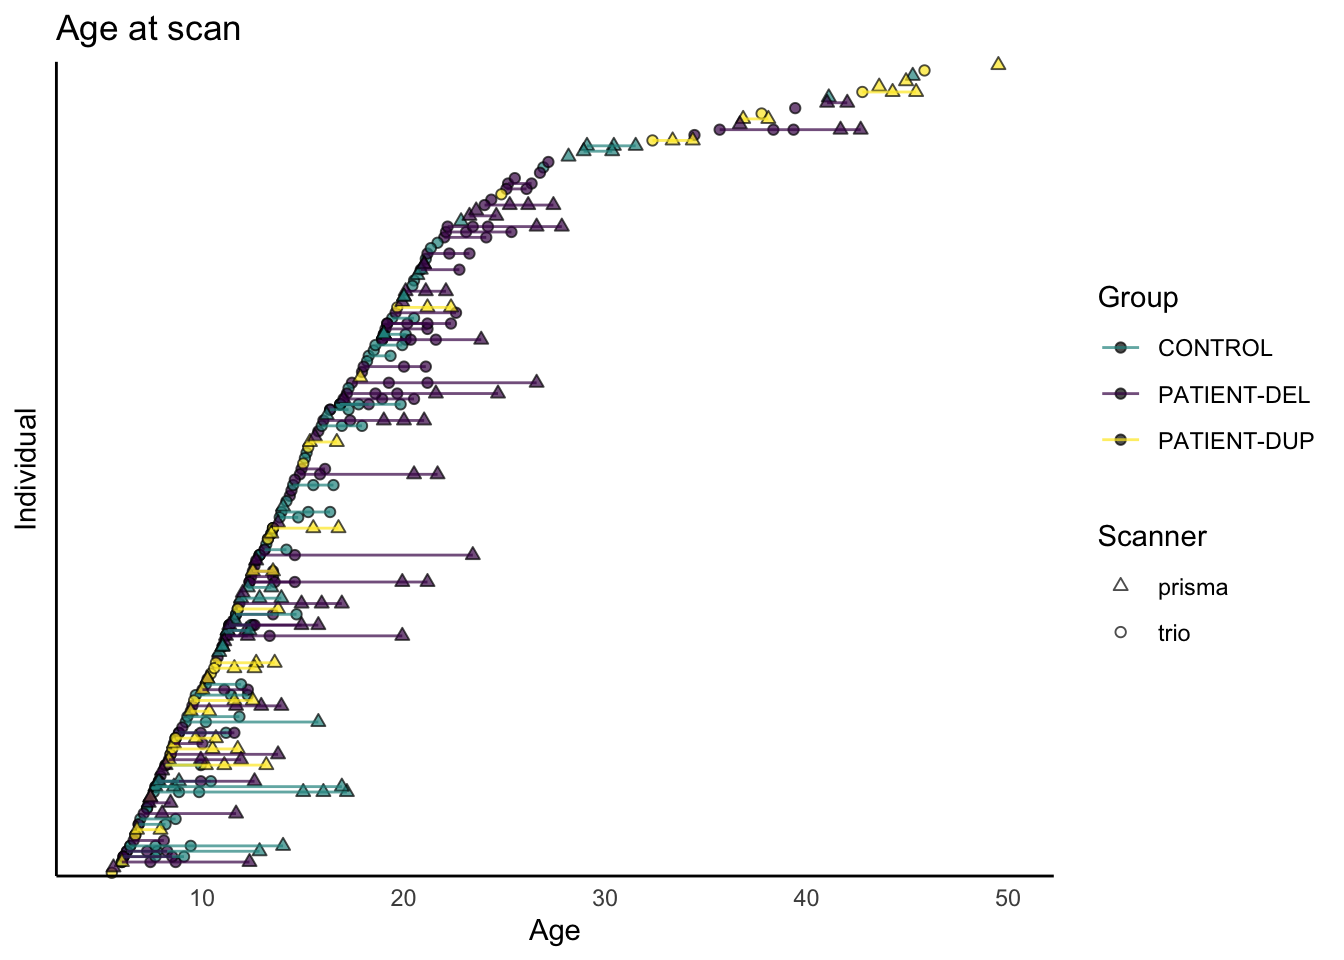 Age at scan
Individual
10 20 30 40 50
Age
Group
CONTROL
PATIENT-DEL
PATIENT-DUP
Scanner
prisma
trio